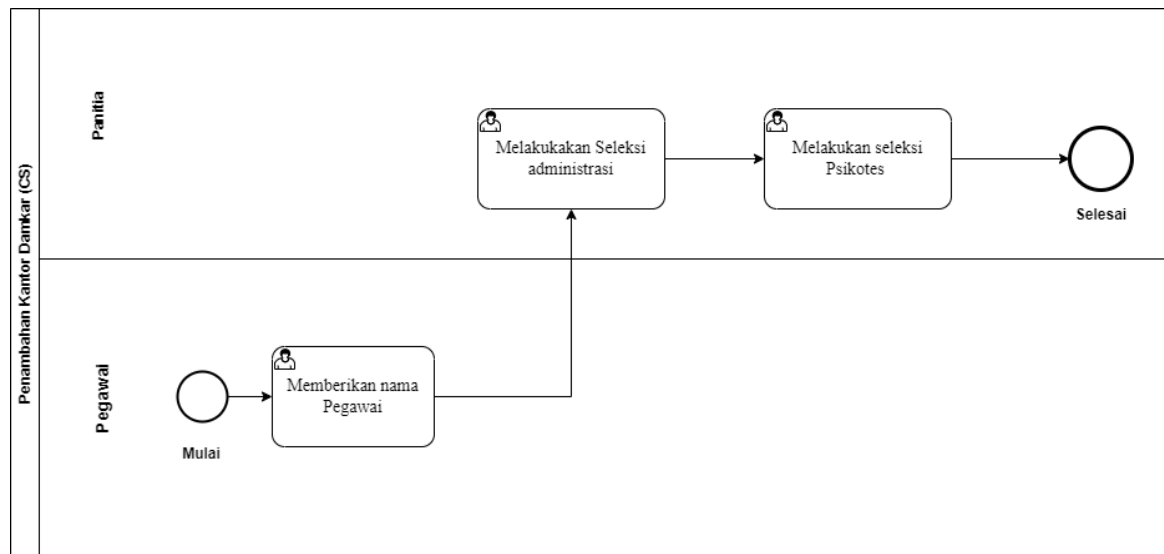 Penambahan Kantor Damkar (CS)
Panitia
Melakukakan Seleksi
administrasi
Melakukan seleksi
Psikotes
Selesai
Pegawai
Mulai
Memberikan nama
Pegawai